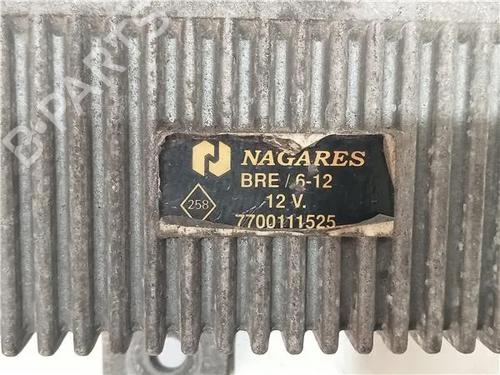 B-PARTS
NAGARES
BRE / 6-12
258
12 V.
7700111525